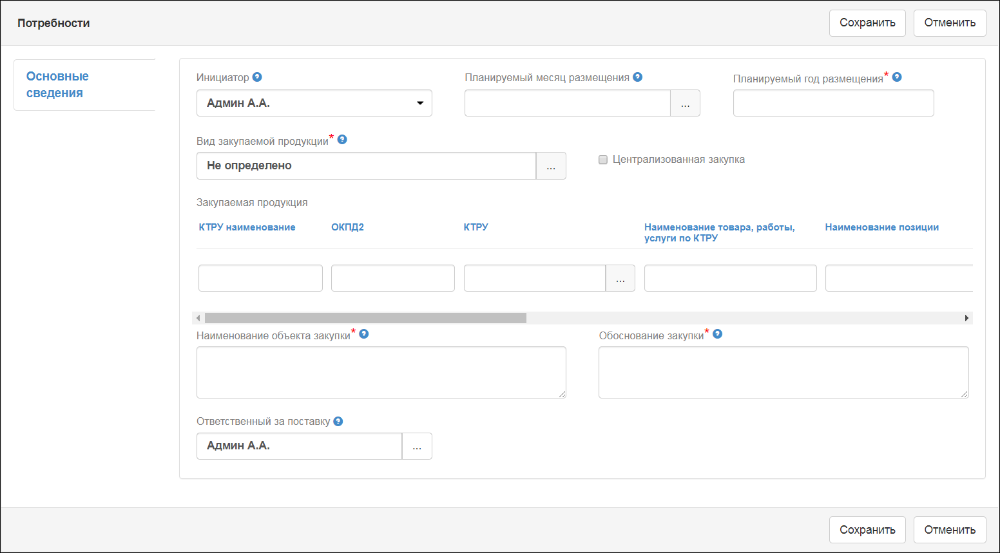 Потребности
Сохранить
Отменить
Основные
сведения
Инициатор ?
Планируемый месяц размещения ?
Планируемый год размещения* ?
Админ А.А.
...
Вид закупаемой продукции* ?
Не определено
...
Централизованная закупка
Закупаемая продукция
КТРУ наименование
ОКПД2
КТРУ
Наименование товара, работы,
услуги по КТРУ
Наименование позиции
...
Наименование объекта закупки* ?
Обоснование закупки* ?
Ответственный за поставку ?
Админ А.А.
...
Сохранить
Отменить